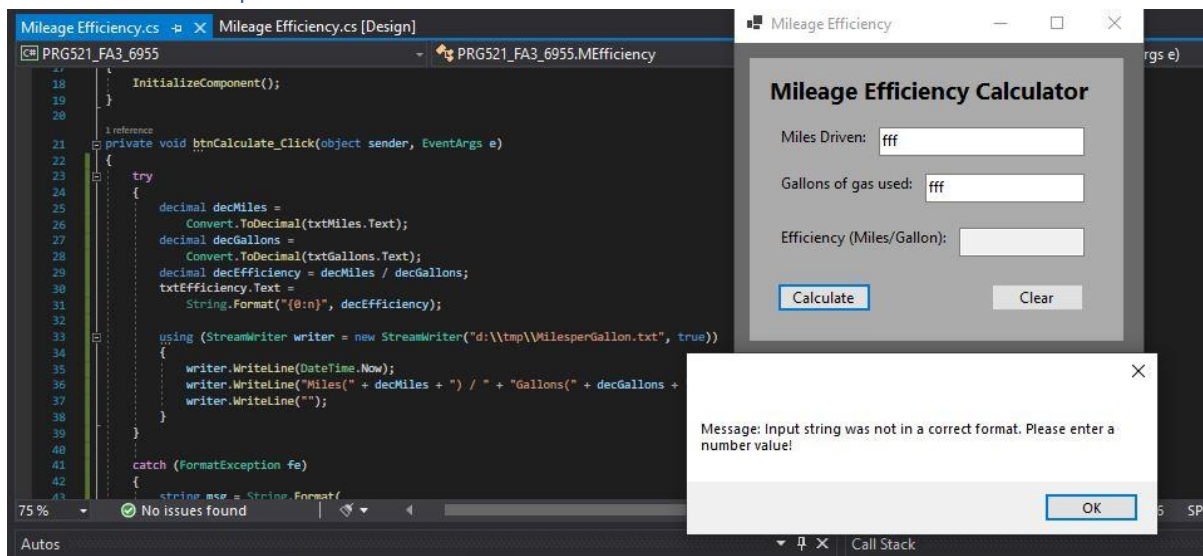 Mileage Efficiency.cs Mileage Efficiency.cs [Design]
PRG521_FA3_6955 PRG521_FA3_6955.MEfficiency
rgs e)
17 {
18 InitializeComponent();
19 }
20
1 reference
21 private void btnCalculate_Click(object sender, EventArgs e)
22 {
23 try
24 {
25 decimal decMiles =
26 Convert.ToDecimal(txtMiles.Text);
27 decimal decGallons =
28 Convert.ToDecimal(txtGallons.Text);
29 decimal decEfficiency = decMiles / decGallons;
30 txtEfficiency.Text =
31 String.Format("{0:n}", decEfficiency);
32
33 using (StreamWriter writer = new StreamWriter("d:\\tmp\\MilesperGallon.txt", true))
34 {
35 writer.WriteLine(DateTime.Now);
36 writer.WriteLine("Miles(" + decMiles + ") / " + "Gallons(" + decGallons +
37 writer.WriteLine("");
38 }
39 }
40
41 catch (FormatException fe)
42 {
43 string msg = String.Format(
75 % No issues found
SP
Autos Call Stack
Mileage Efficiency
Mileage Efficiency Calculator
Miles Driven: fff
Gallons of gas used: fff
Efficiency (Miles/Gallon):
Calculate Clear
Message: Input string was not in a correct format. Please enter a
number value!
OK